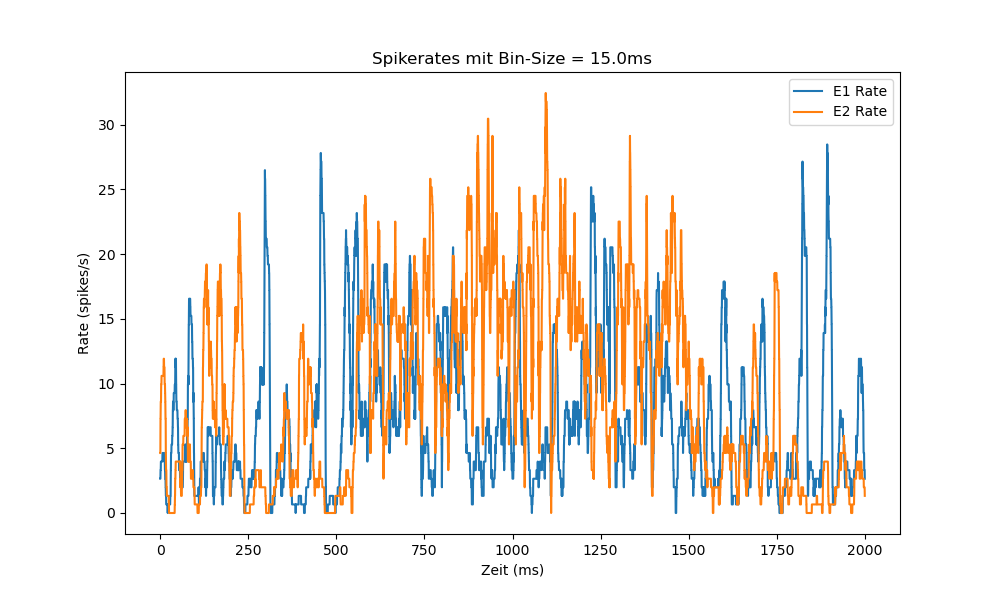 Spikerates mit Bin-Size = 15.0ms
E1 Rate
E2 Rate
Rate (spikes/s)
30
25
20
15
10
5
0
0 250 500 750 1000 1250 1500 1750 2000
Zeit (ms)